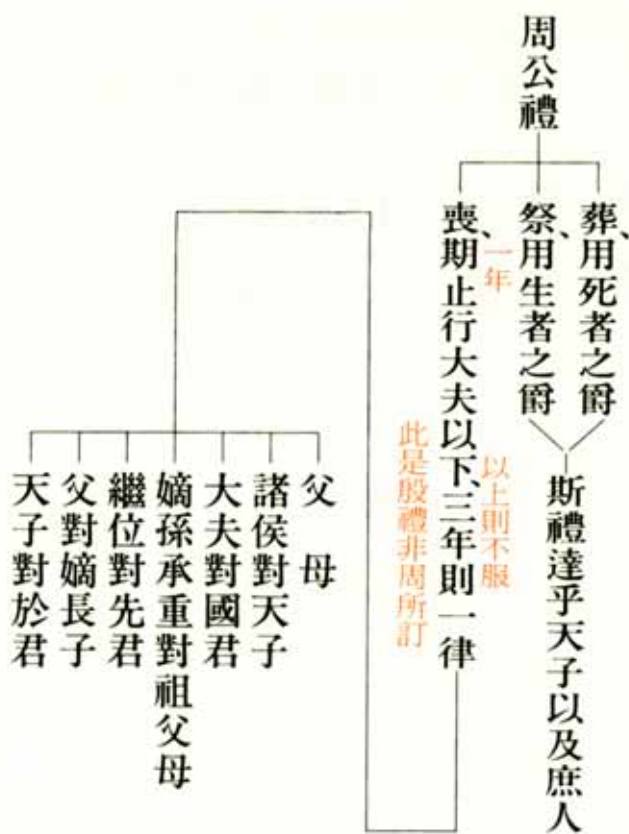 周公禮
葬、用死者之爵
祭、用生者之爵
斯禮達乎天子以及庶人
喪、期止行大夫以下、三年則一律
一年
以上則不服
此是殷禮非周所訂
父母
諸侯對天子
大夫對國君
嫡孫承重對祖父母
繼位對先君
父對嫡長子
天子對於君